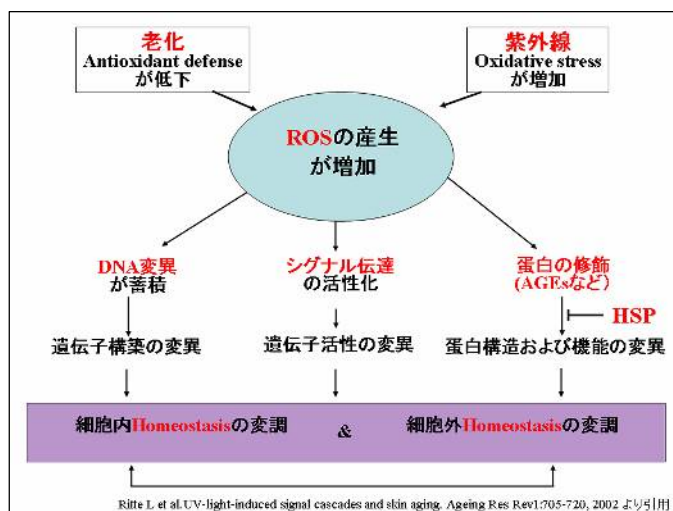 老化
Antioxidant defense
が低下
紫外線
Oxidative stress
が増加
ROSの産生
が増加
DNA変異
が蓄積
シグナル伝達
の活性化
蛋白の修飾
(AGEsなど)
HSP
遺伝子構築の変異
遺伝子活性の変異
蛋白構造および機能の変異
細胞内Homeostasisの変調
&
細胞外Homeostasisの変調
Ritte L et al.UV-light-induced signal cascades and skin aging. Ageing Res Rev1:705-720, 2002 より引用